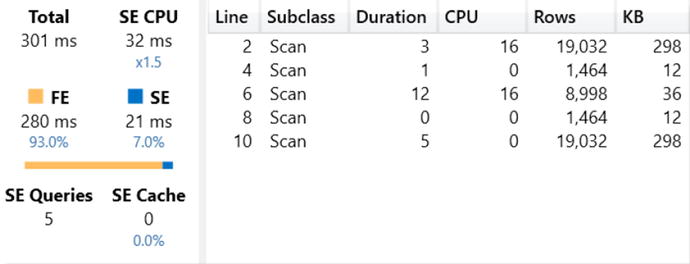 Total SE CPU
301 ms 32 ms
x1.5
FE SE
280 ms 21 ms
93.0% 7.0%
SE Queries SE Cache
5 0
0.0%
Line Subclass Duration CPU Rows KB
2 Scan 3 16 19,032 298
4 Scan 1 0 1,464 12
6 Scan 12 16 8,998 36
8 Scan 0 0 1,464 12
10 Scan 5 0 19,032 298